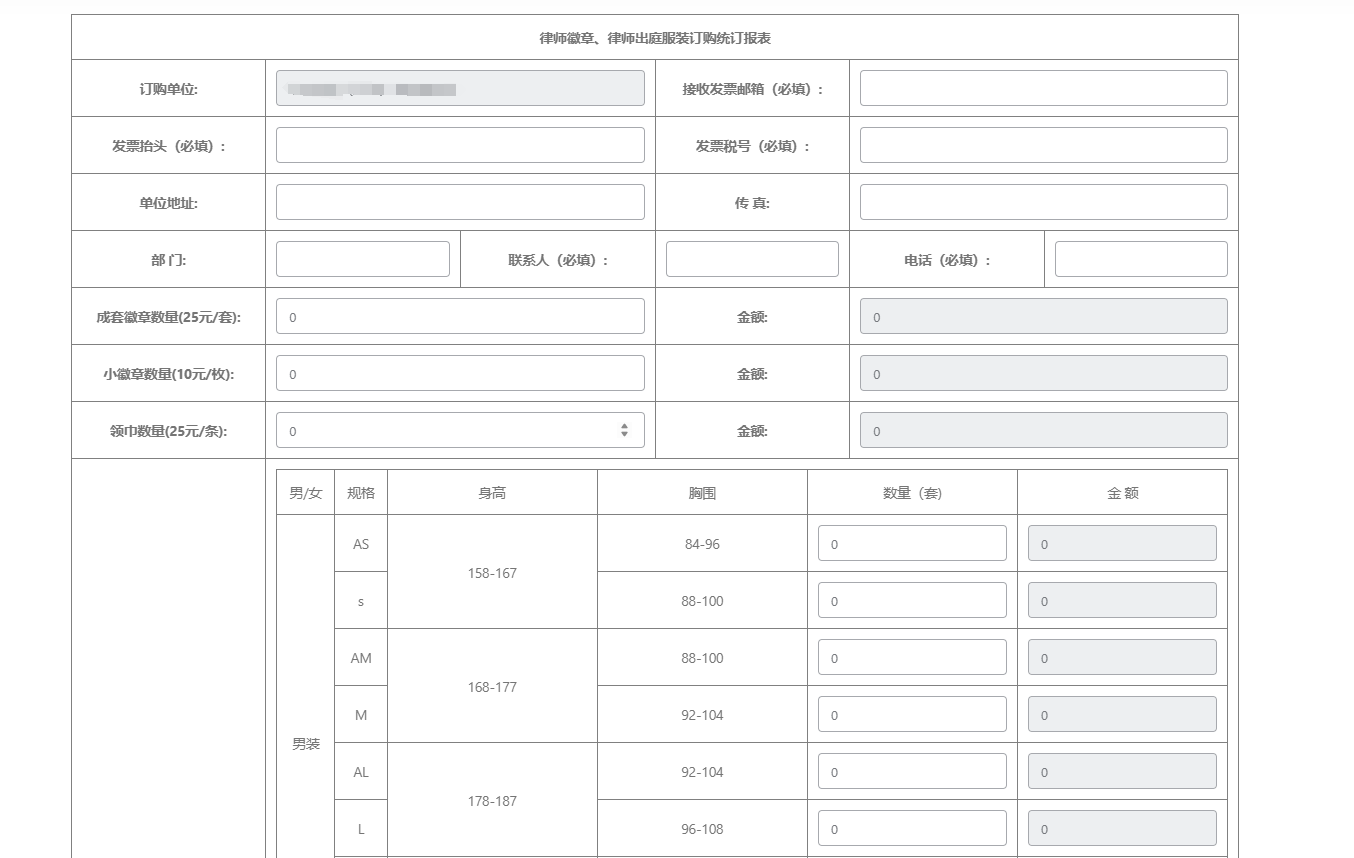 律师徽章、律师出庭服装订购统订报表
订购单位: 接收发票邮箱（必填）:
发票抬头（必填）: 发票税号（必填）:
单位地址: 传 真:
部 门: 联系人（必填）: 电话（必填）:
成套徽章数量(25元/套): 0 金额: 0
小徽章数量(10元/枚): 0 金额: 0
领巾数量(25元/条): 0 金额: 0
男/女 规格 身高 胸围 数量（套) 金 额
AS 84-96 0 0
158-167
s 88-100 0 0
AM 88-100 0 0
168-177
M 92-104 0 0
男装
AL 92-104 0 0
178-187
L 96-108 0 0